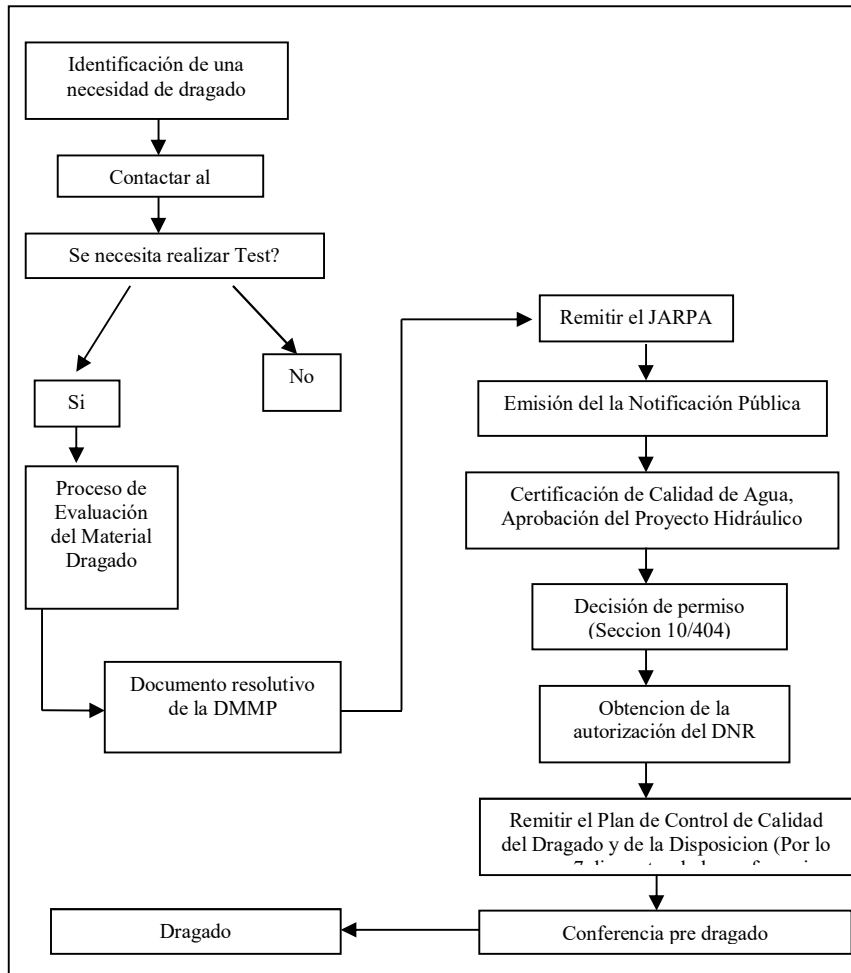 Identificación de una
necesidad de dragado
Contactar al
Se necesita realizar Test?
Si
No
Proceso de
Evaluación
del Material
Dragado
Documento resolutivo
de la DMMP
Remitir el JARPA
Emisión del la Notificación Pública
Certificación de Calidad de Agua,
Aprobación del Proyecto Hidráulico
Decisión de permiso
(Seccion 10/404)
Obtencion de la
autorización del DNR
Remitir el Plan de Control de Calidad
del Dragado y de la Disposicion (Por lo
Conferencia pre dragado
Dragado